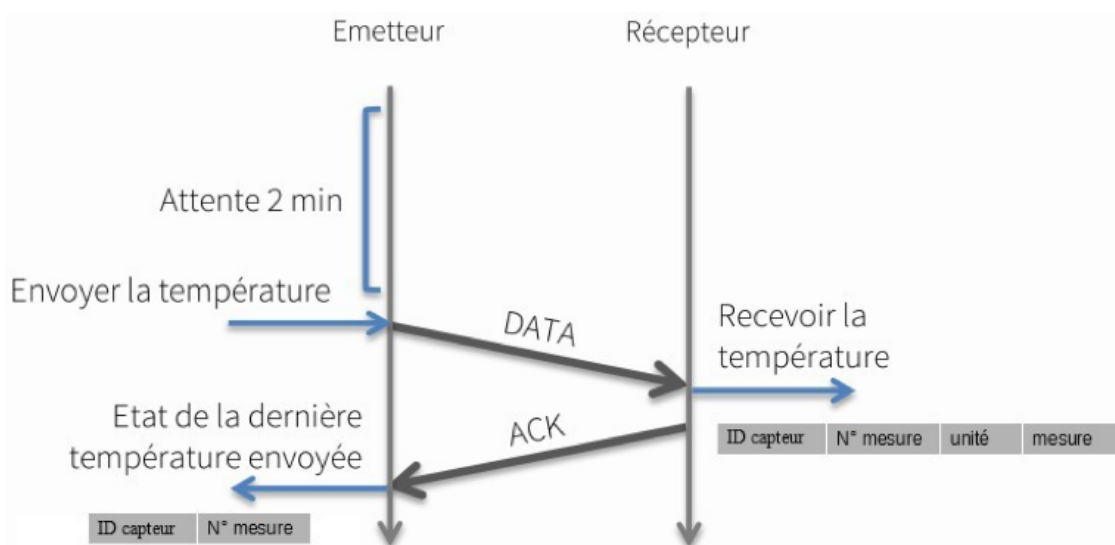 Emetteur
Récepteur
Attente 2 min
Envoyer la température
DATA
Recevoir la
température
Etat de la dernière
température envoyée
ACK
ID capteur N° mesure unité mesure
ID capteur N° mesure